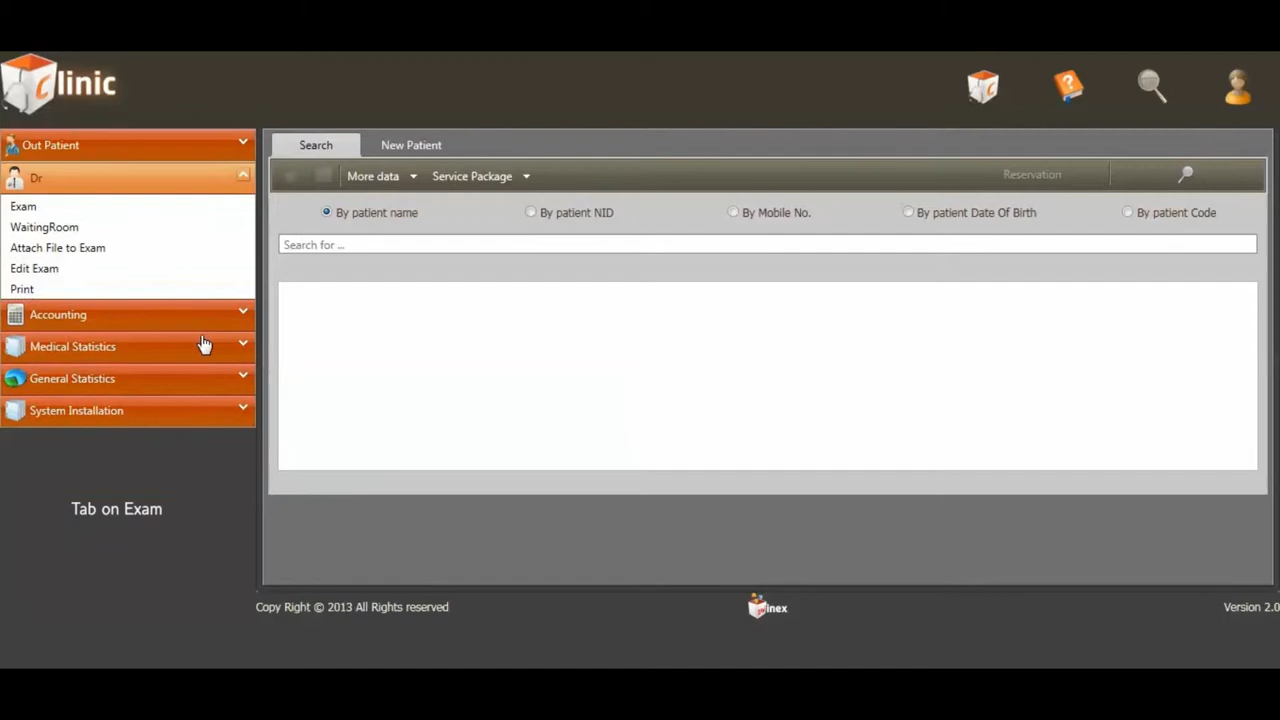 Clinic
Out Patient
Dr
Exam
WaitingRoom
Attach File to Exam
Edit Exam
Print
Accounting
Medical Statistics
General Statistics
System Installation
Tab on Exam
Search
New Patient
More data
Service Package
Reservation
By patient name
By patient NID
By Mobile No.
By patient Date Of Birth
By patient Code
Search for ...
Copy Right © 2013 All Rights reserved
inex
Version 2.0